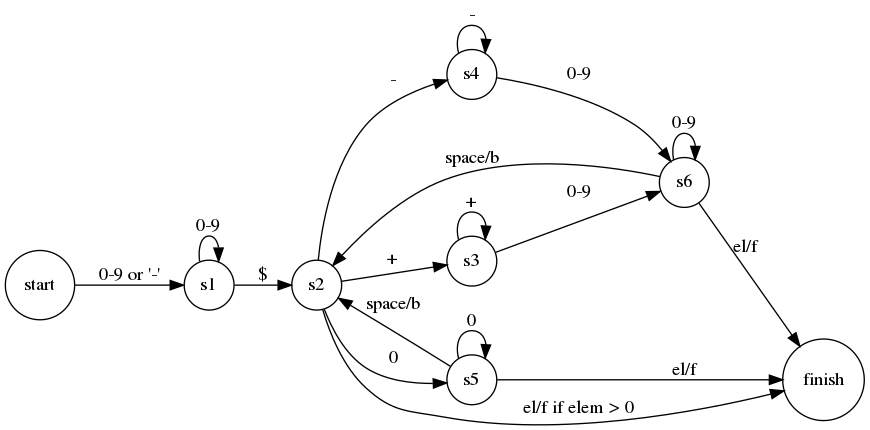 -
s4
0-9
-
0-9
space/b
s6
0-9
+
0-9
s3
+
el/f
start
0-9 or '-'
s1
$
s2
space/b
0
0
s5
el/f
finish
el/f if elem > 0